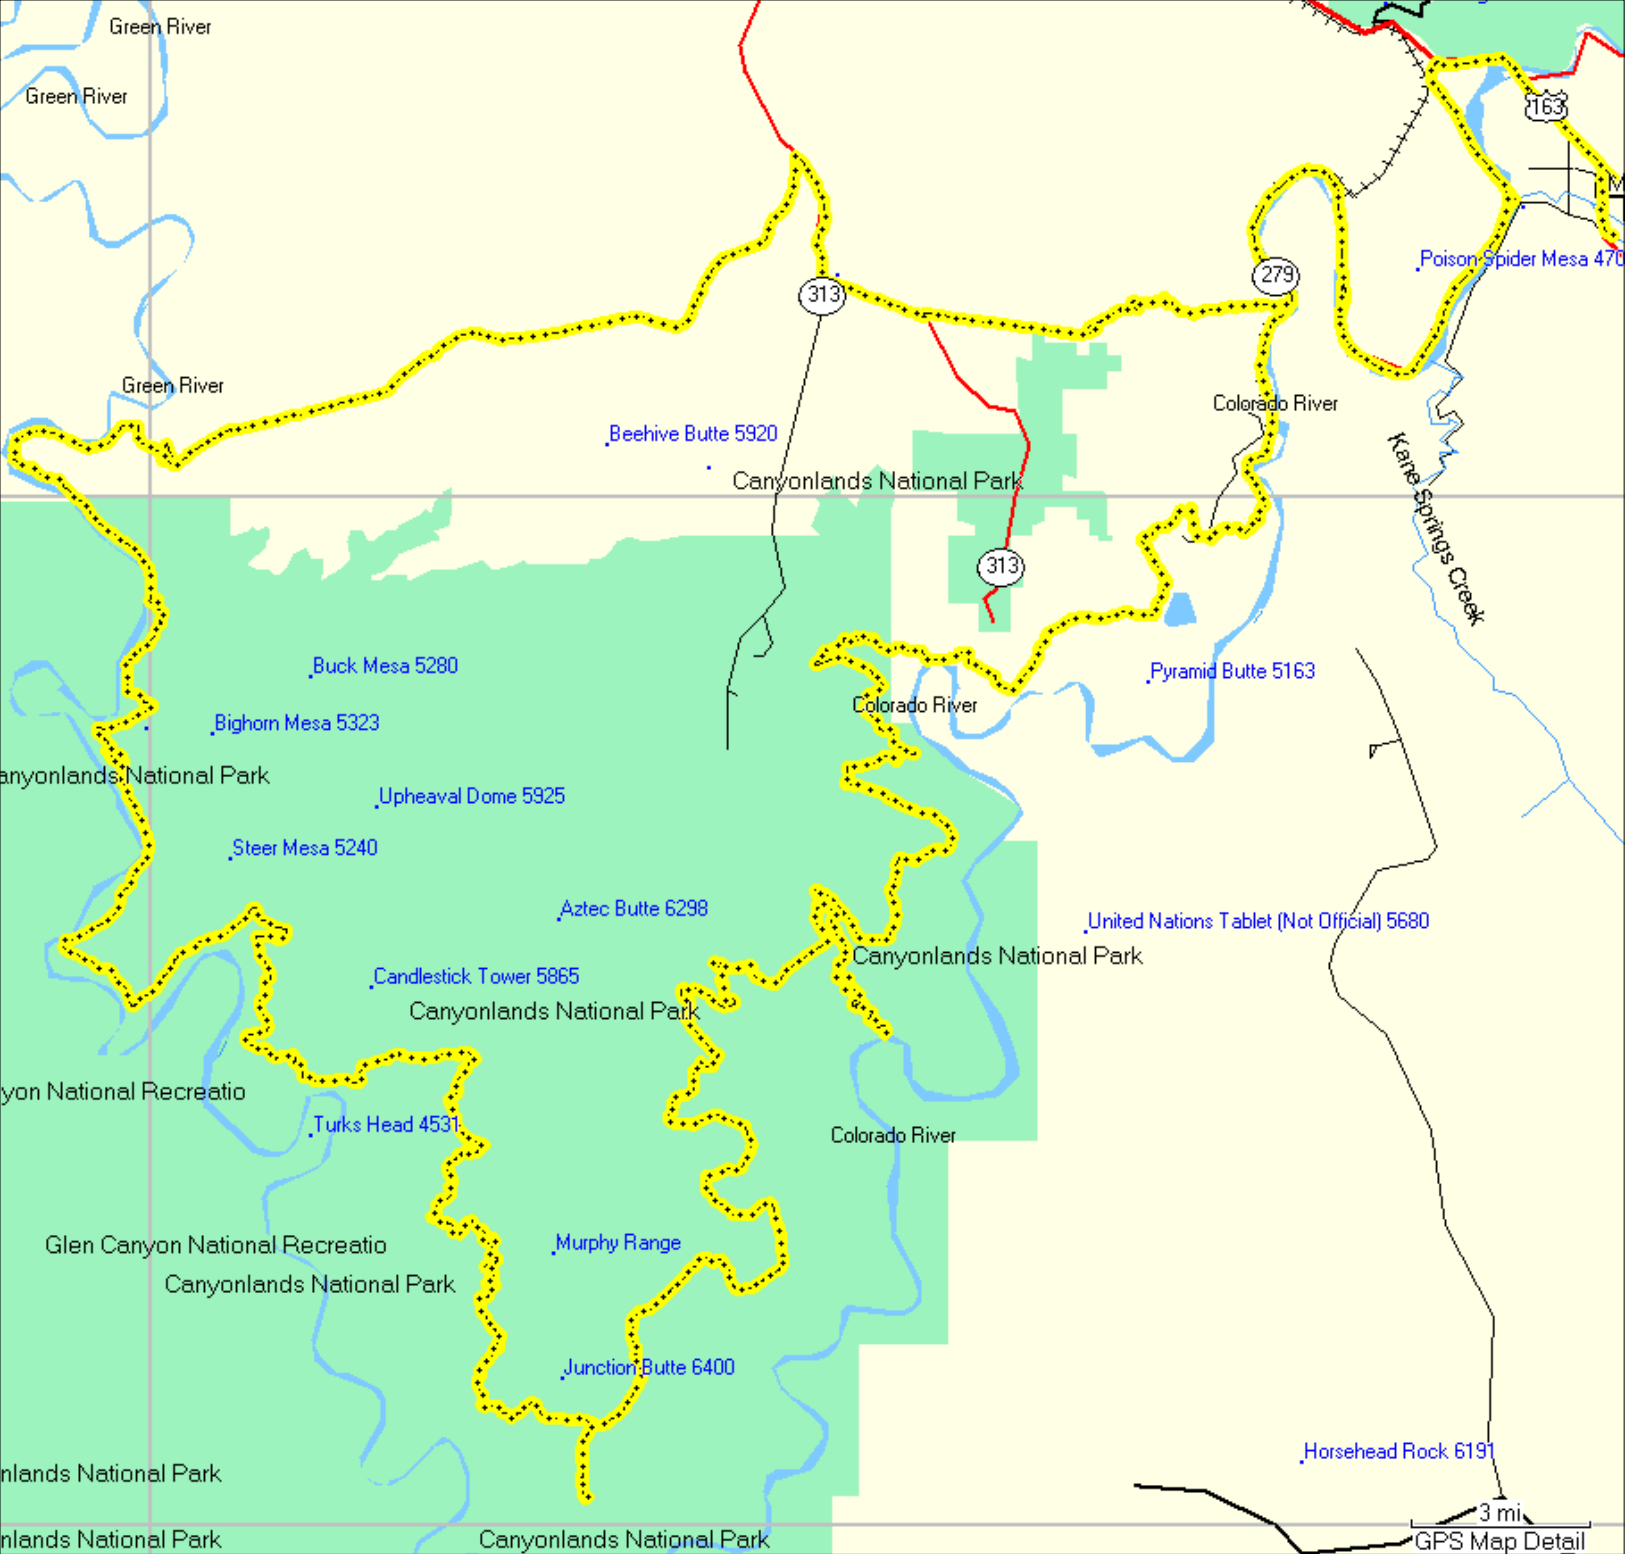 Green River
Green River
163
M
Poison Spider Mesa 470
279
313
Green River
Colorado River
Beehive Butte 5920
Canyonlands National Park
Kane Springs Creek
313
Buck Mesa 5280
Pyramid Butte 5163
Colorado River
Bighorn Mesa 5323
anyonlands National Park
Upheaval Dome 5925
Steer Mesa 5240
Aztec Butte 6298
United Nations Tablet (Not Official) 5680
Canyonlands National Park
Candlestick Tower 5865
Canyonlands National Park
yon National Recreatio
Turks Head 4531
Colorado River
Murphy Range
Glen Canyon National Recreatio
Canyonlands National Park
Junction Butte 6400
Horsehead Rock 6191
nlands National Park
3 mi
nlands National Park
Canyonlands National Park
GPS Map Detail